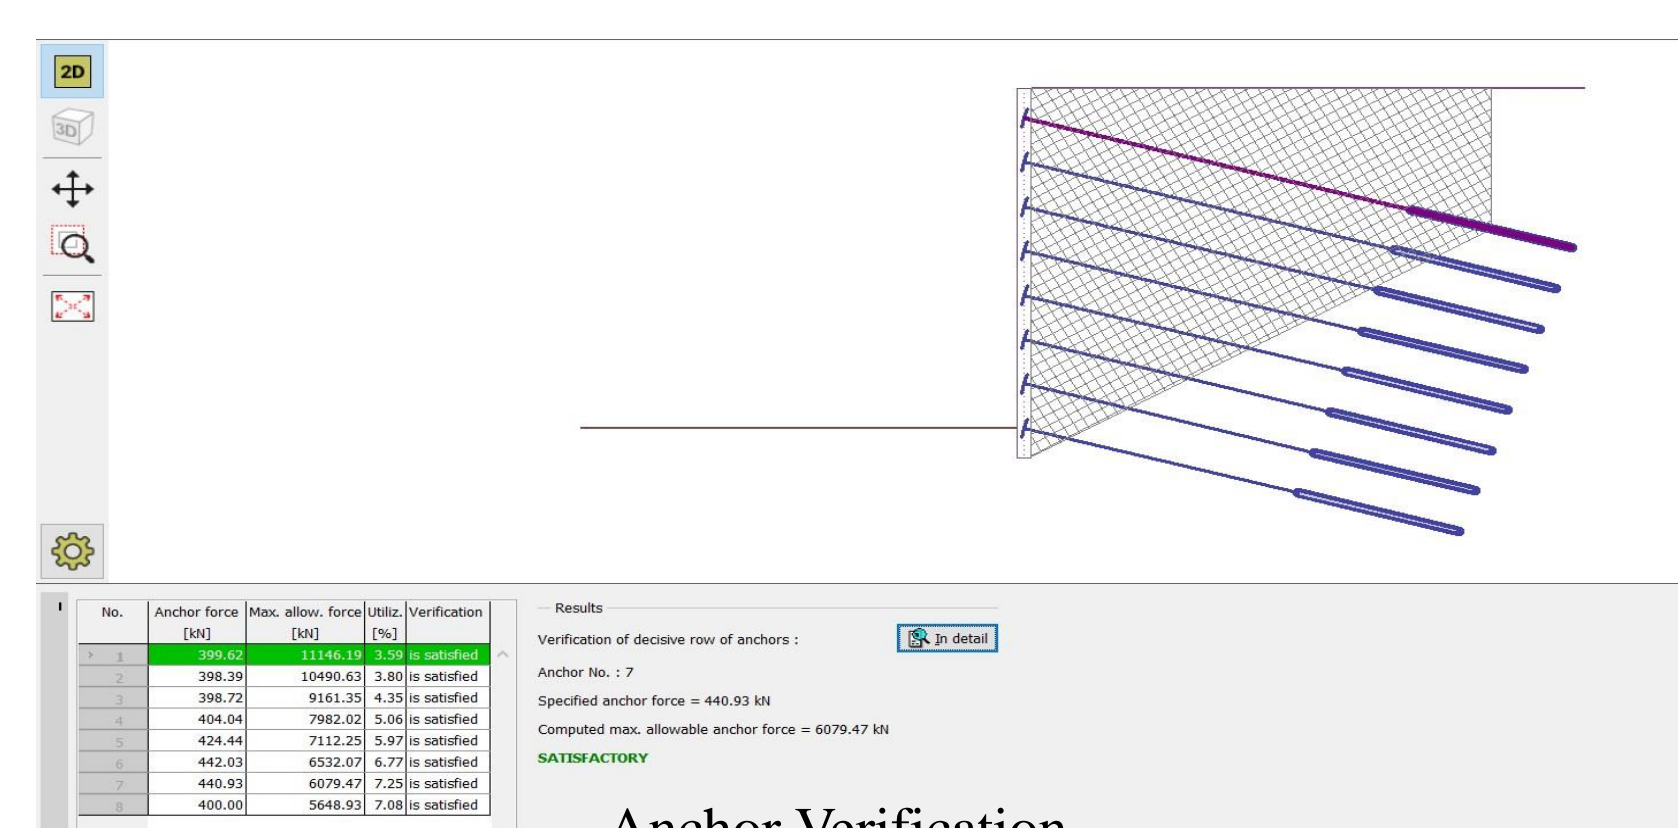 2D
3D
No. Anchor force Max. allow. force Utiliz. Verification
[kN] [kN] [%]
1 399.62 11146.19 3.59 is satisfied
2 398.39 10490.63 3.80 is satisfied
3 398.72 9161.35 4.35 is satisfied
4 404.04 7982.02 5.06 is satisfied
5 424.44 7112.25 5.97 is satisfied
6 442.03 6532.07 6.77 is satisfied
7 440.93 6079.47 7.25 is satisfied
8 400.00 5648.93 7.08 is satisfied
Results
Verification of decisive row of anchors :
In detail
Anchor No. : 7
Specified anchor force = 440.93 kN
Computed max. allowable anchor force = 6079.47 kN
SATISFACTORY
Anchor Verification